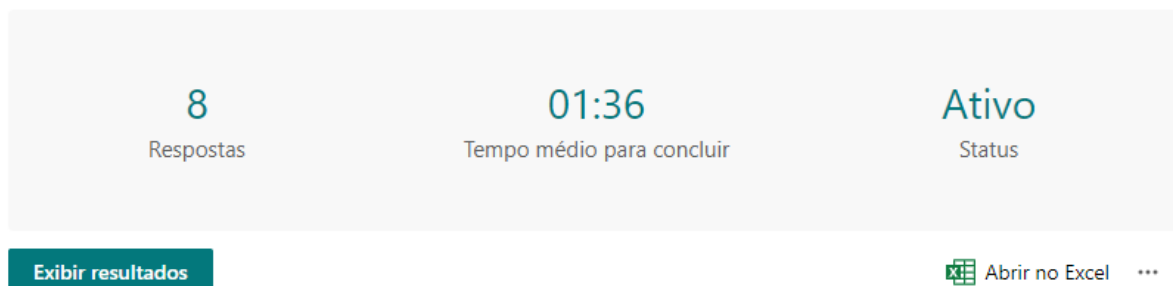 8
Respostas
01:36
Tempo médio para concluir
Ativo
Status
Exibir resultados
Abrir no Excel